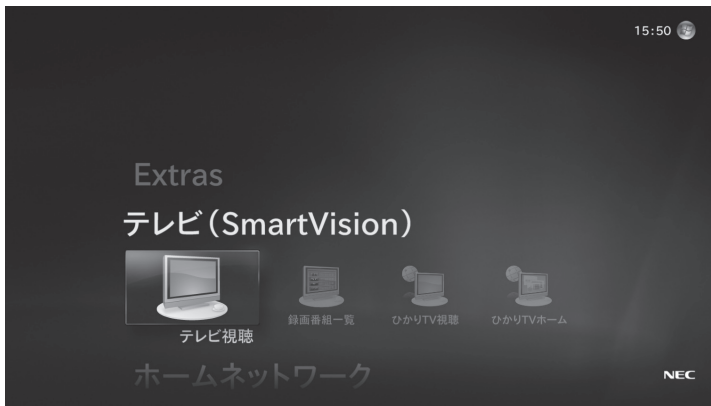 15:50
Extras
テレビ（SmartVision）
録画番組一覧 ひかりTV視聴 ひかりTVホーム
テレビ視聴
ホームネットワーク
NEC